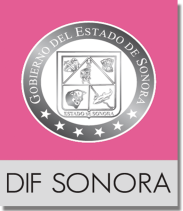 GOBIERNO DEL ESTADO DE SONORA
ESTADO DE SONORA
DIF SONORA